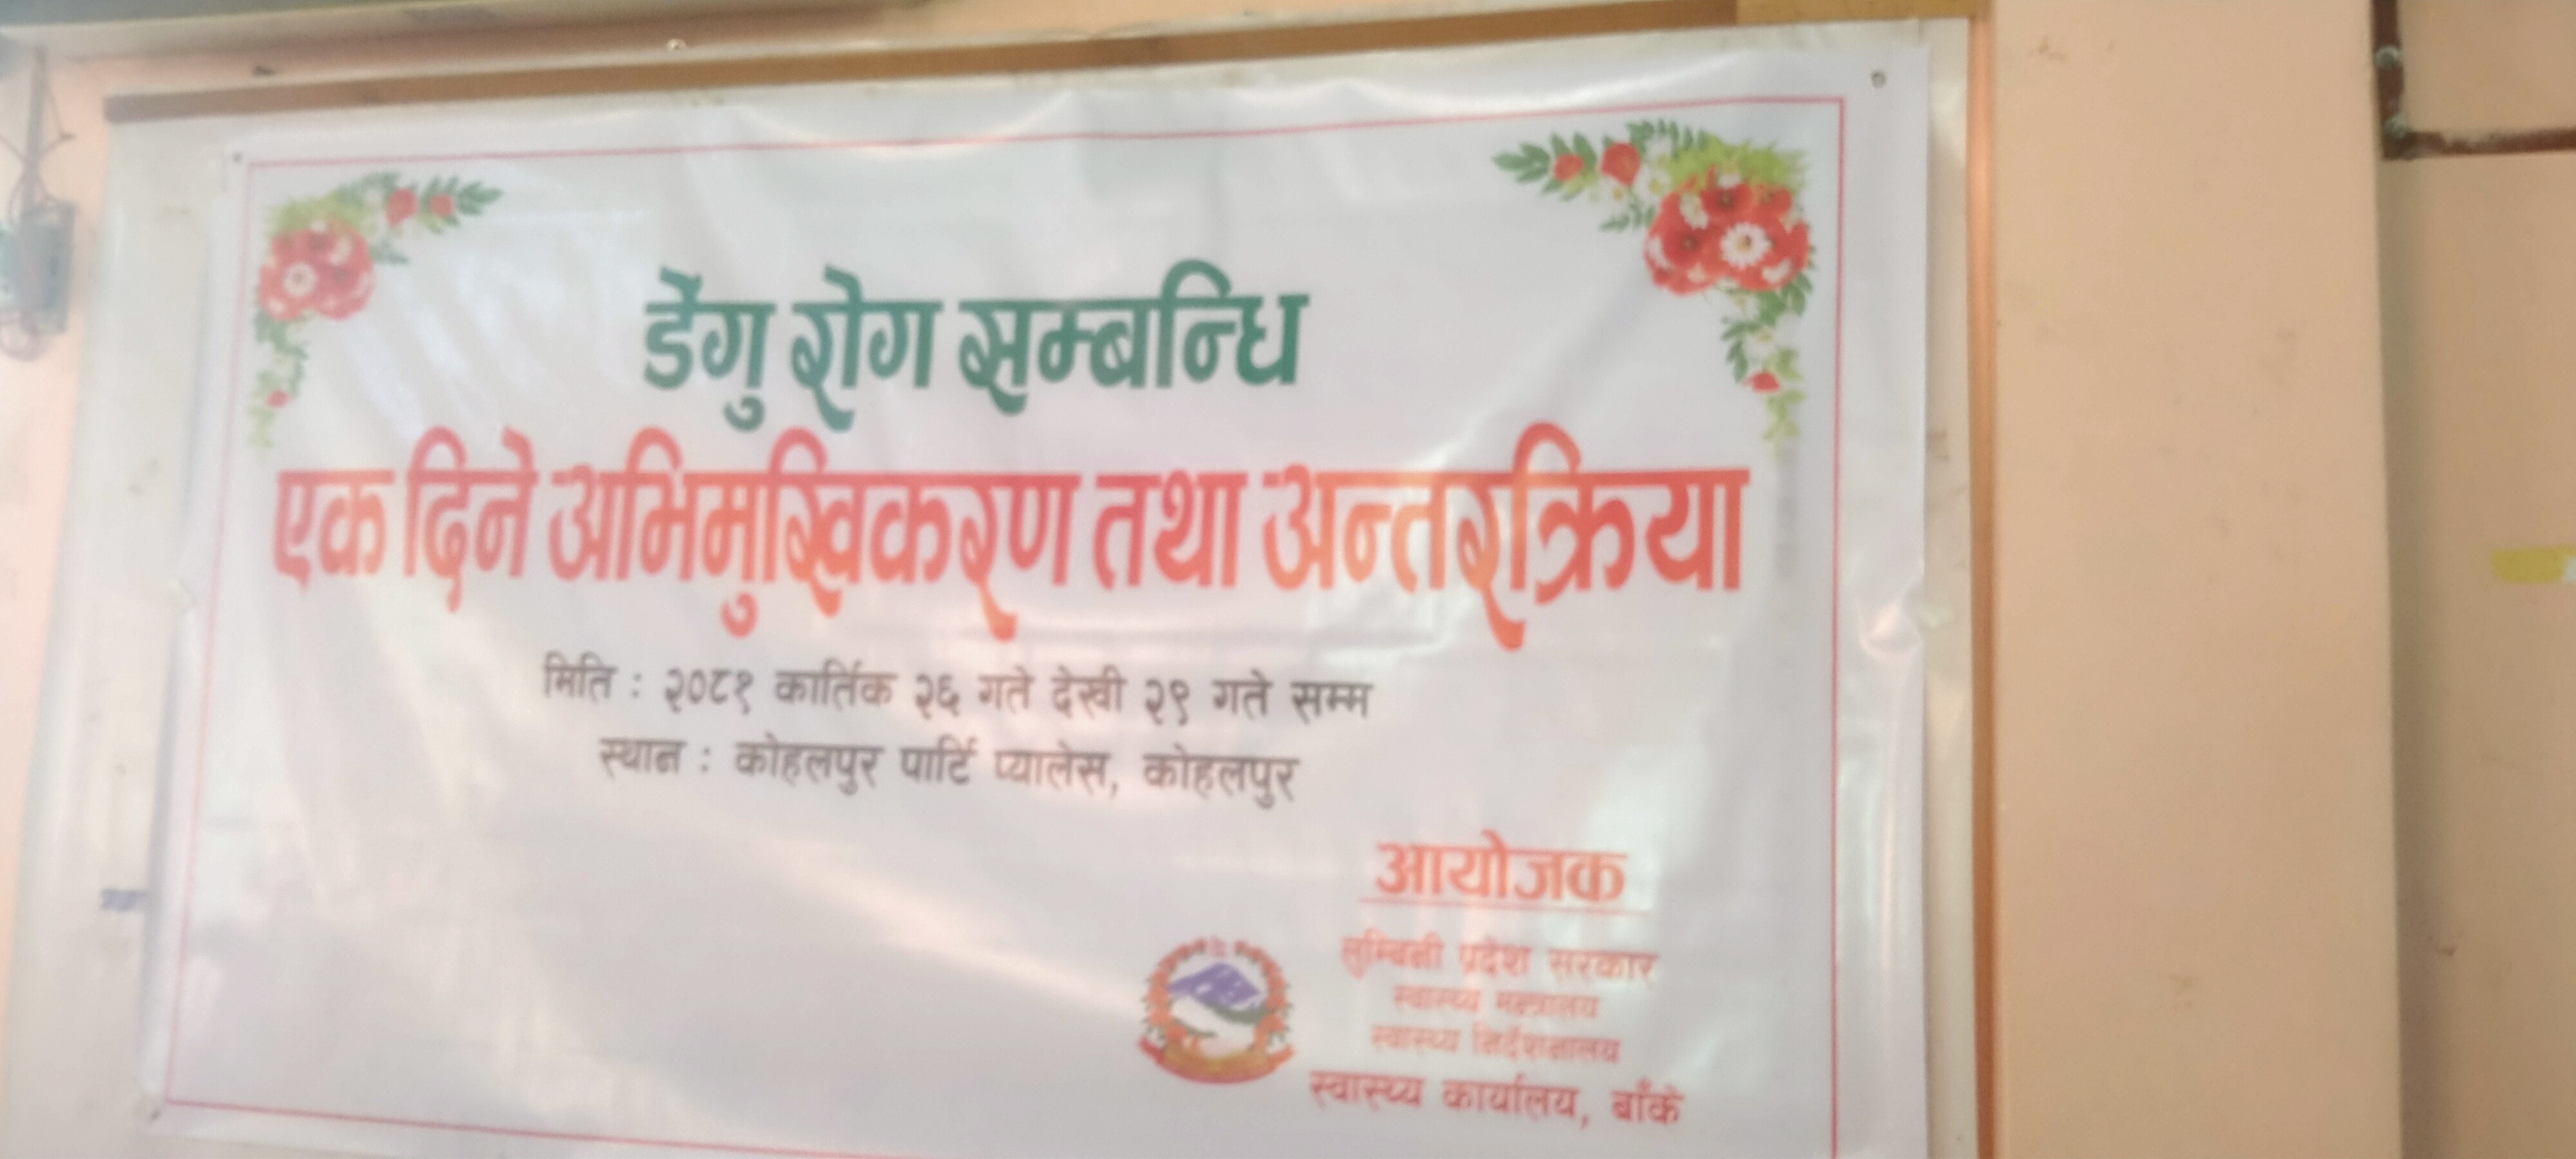 डेंगु रोग सम्बन्धि
एक दिने अभिमुखिकरण तथा अन्तरक्रिया
मिति : २०८१ कार्तिक २६ गते देखी २९ गते सम्म
स्थान : कोहलपुर पार्टि प्यालेस, कोहलपुर
आयोजक
लुम्बिनी प्रदेश सरकार
स्वास्थ्य मन्त्रालय
स्वास्थ्य निर्देशनालय
स्वास्थ्य कार्यालय, बाँके